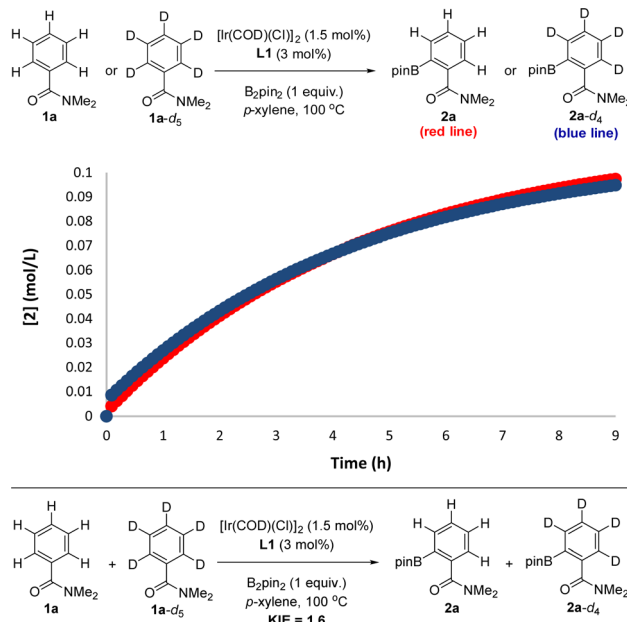 H
H H
H H
O NMe2
1a
or
D
D D
D D
O NMe2
1a-d5
[Ir(COD)(Cl)]2 (1.5 mol%)
L1 (3 mol%)
B2pin2 (1 equiv.)
p-xylene, 100 °C
H
H H
pinB H
O NMe2
2a
(red line)
or
D
D D
pinB D
O NMe2
2a-d4
(blue line)
0.1
0.09
0.08
0.07
0.06
0.05
0.04
0.03
0.02
0.01
0
[2] (mol/L)
0 1 2 3 4 5 6 7 8 9
Time (h)
H
H H
H H
O NMe2
1a
+
D
D D
D D
O NMe2
1a-d5
[Ir(COD)(Cl)]2 (1.5 mol%)
L1 (3 mol%)
B2pin2 (1 equiv.)
p-xylene, 100 °C
KIE = 1.6
H
H H
pinB H
O NMe2
2a
+
D
D D
pinB D
O NMe2
2a-d4